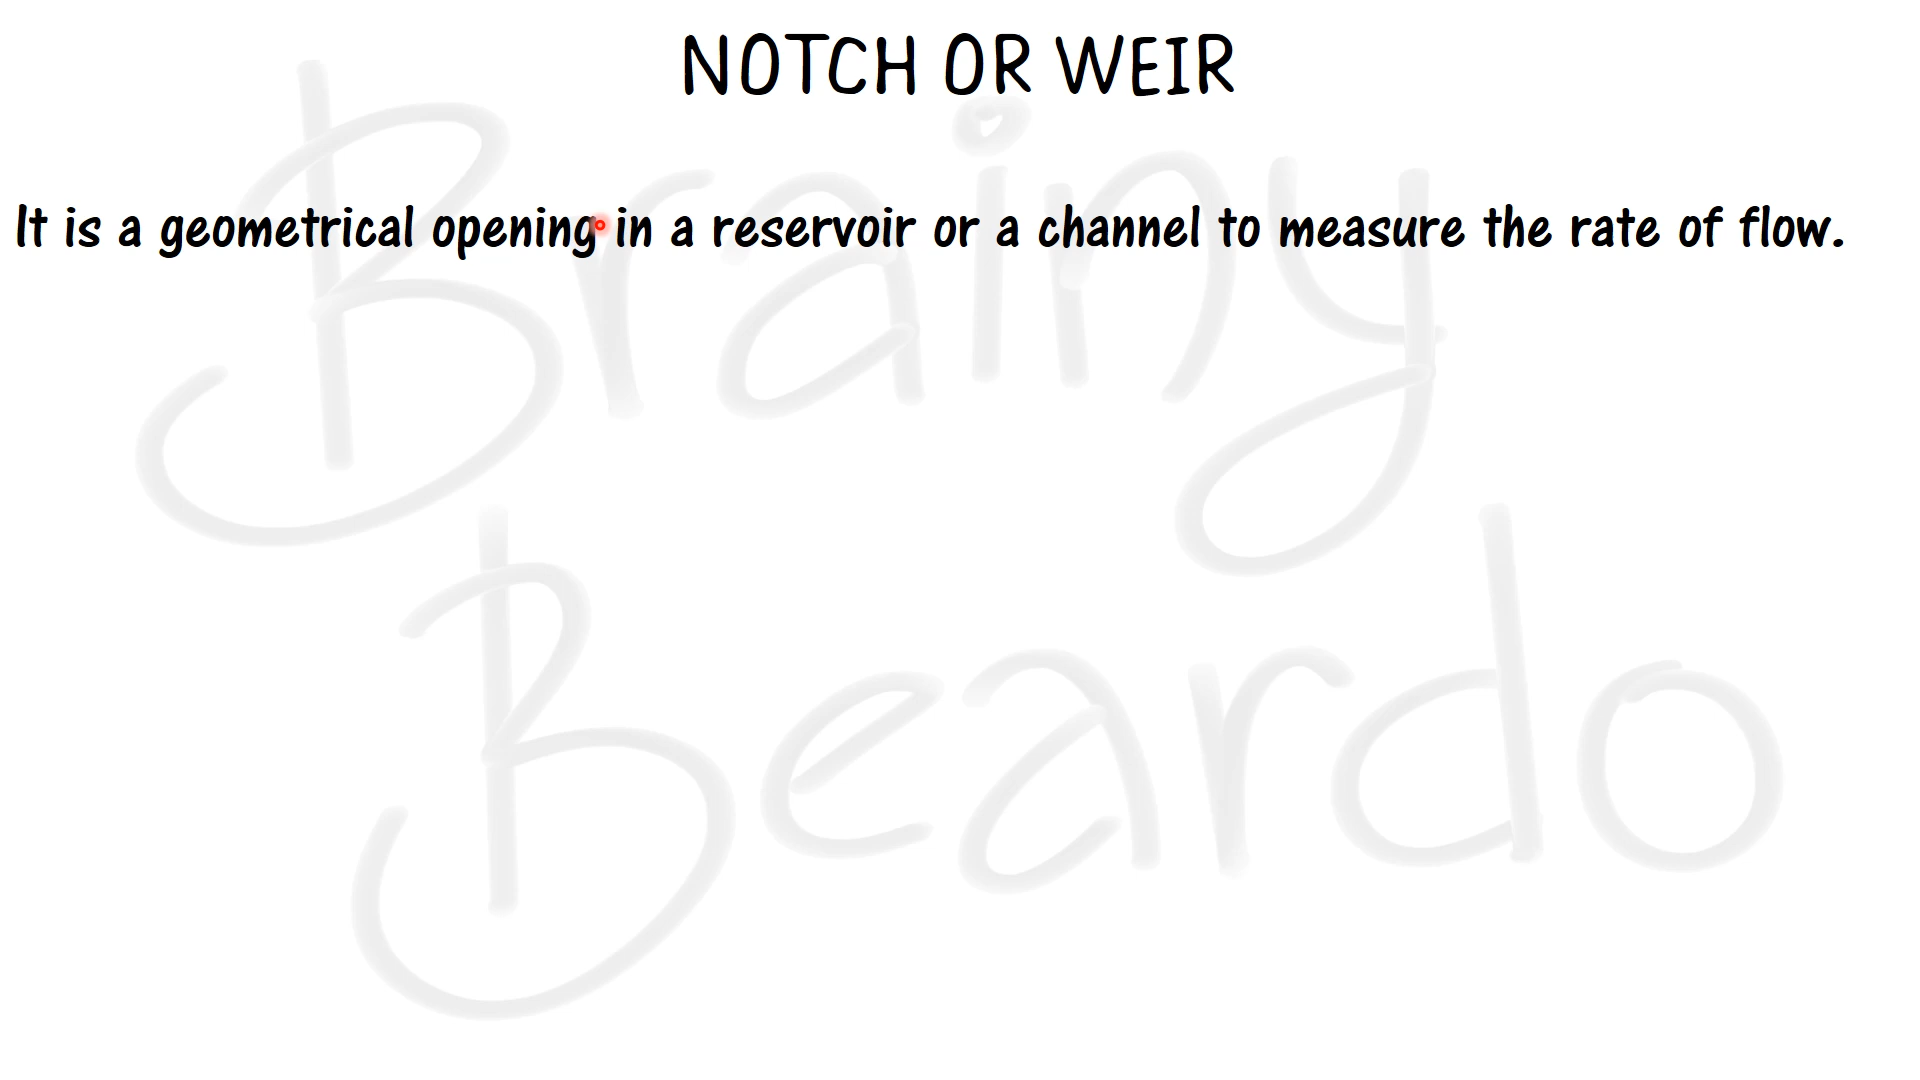 NOTCH OR WEIR
It is a geometrical opening in a reservoir or a channel to measure the rate of flow.
Brainy
Beardo